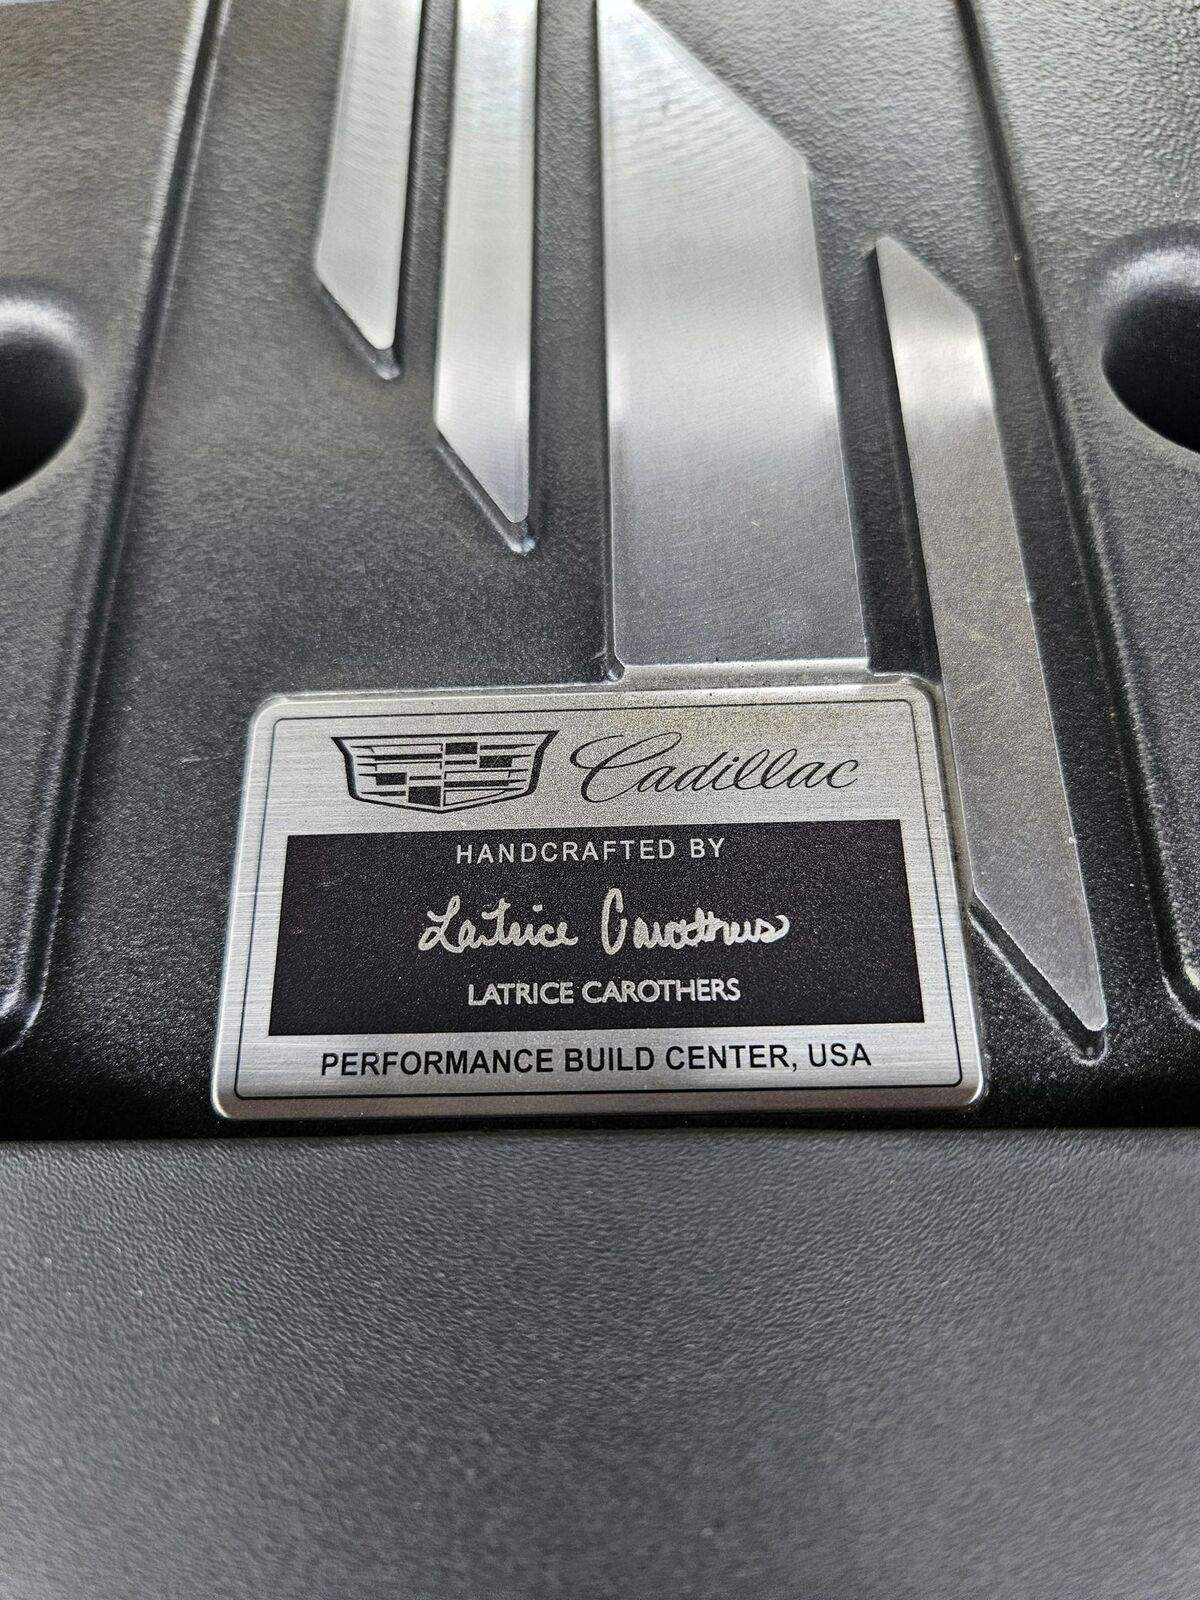 Cadillac
HANDCRAFTED BY
Latrice Carothers
LATRICE CAROTHERS
PERFORMANCE BUILD CENTER, USA